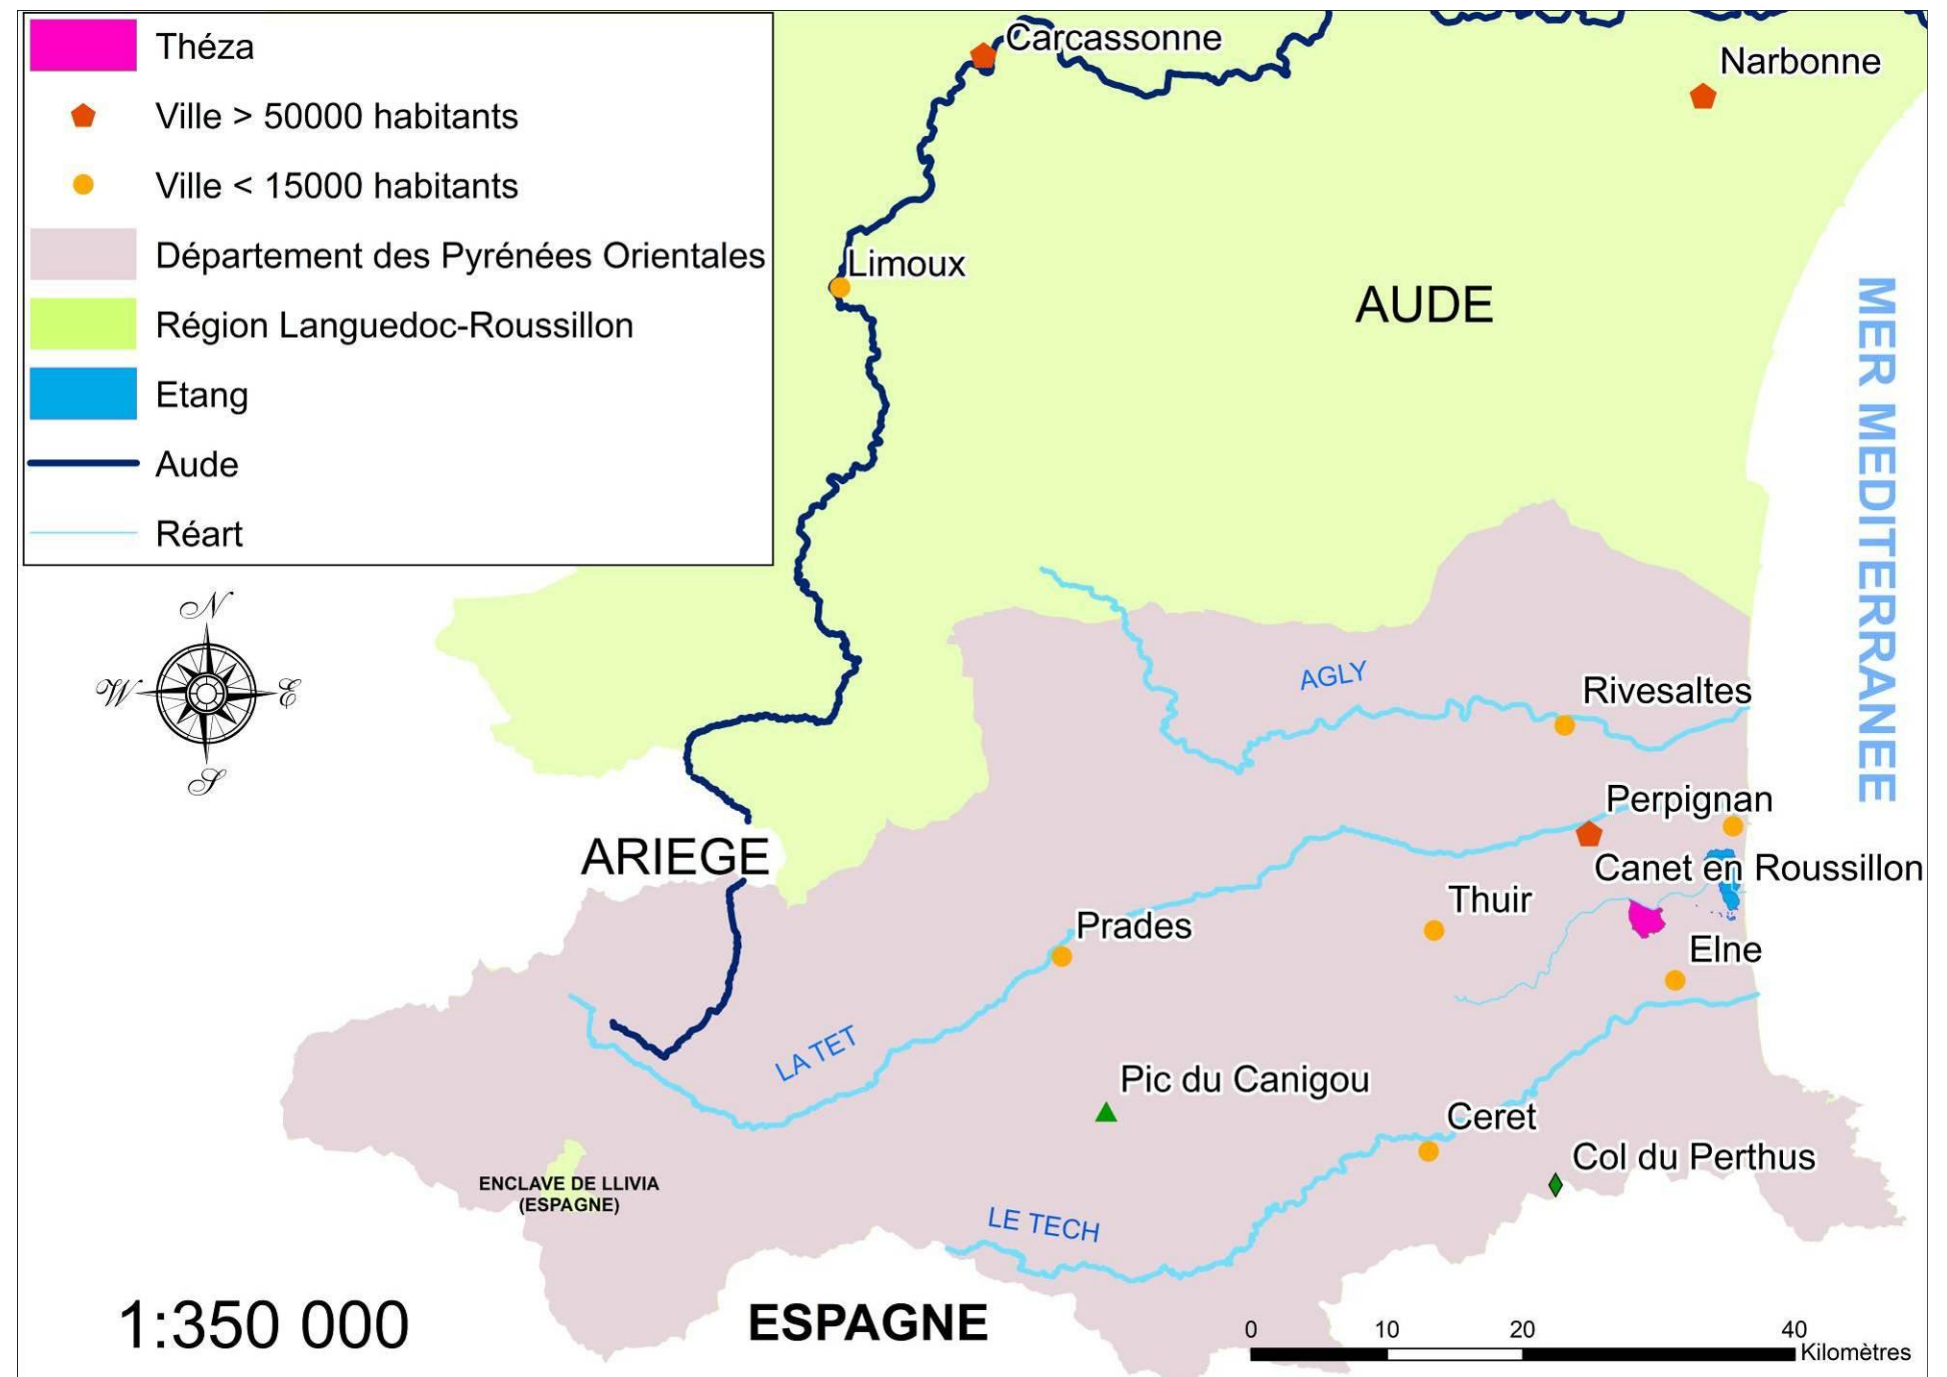 Théza
Ville > 50000 habitants
Ville < 15000 habitants
Département des Pyrénées Orientales
Région Languedoc-Roussillon
Etang
Aude
Réart
N
W
E
S
Carcassonne
Narbonne
Limoux
AUDE
MER MEDITERRANEE
AGLY
Rivesaltes
Perpignan
ARIEGE
Canet en Roussillon
Thuir
Prades
Elne
LA TET
Pic du Canigou
Ceret
Col du Perthus
ENCLAVE DE LLIVIA
(ESPAGNE)
LE TECH
1:350 000
ESPAGNE
0 10 20 40
Kilomètres